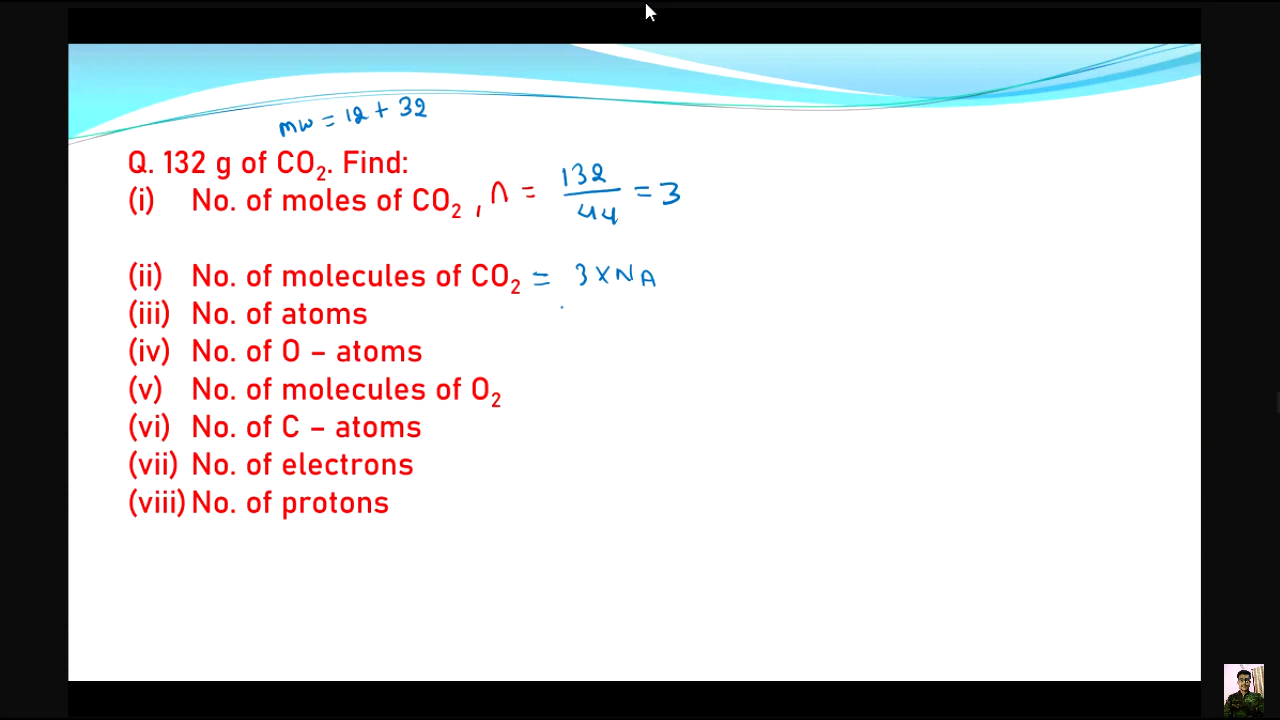 MW = 12 + 32
Q. 132 g of CO₂. Find:
(i) No. of moles of CO₂ , n = 132/44 = 3
(ii) No. of molecules of CO₂ = 3 × NA
(iii) No. of atoms
(iv) No. of O – atoms
(v) No. of molecules of O₂
(vi) No. of C – atoms
(vii) No. of electrons
(viii) No. of protons